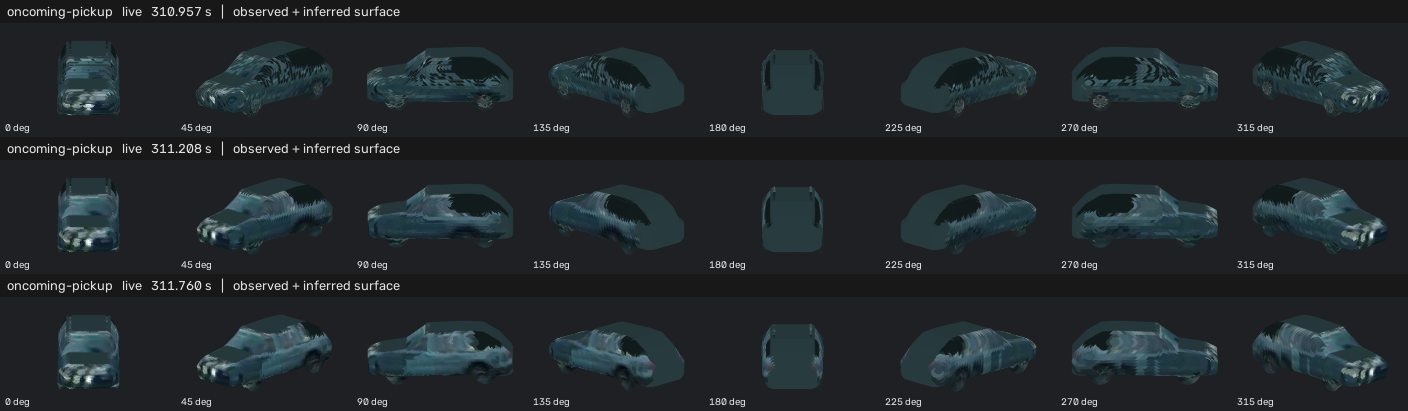 oncoming-pickup live 310.957 s | observed + inferred surface
0 deg 45 deg 90 deg 135 deg 180 deg 225 deg 270 deg 315 deg
oncoming-pickup live 311.208 s | observed + inferred surface
0 deg 45 deg 90 deg 135 deg 180 deg 225 deg 270 deg 315 deg
oncoming-pickup live 311.760 s | observed + inferred surface
0 deg 45 deg 90 deg 135 deg 180 deg 225 deg 270 deg 315 deg